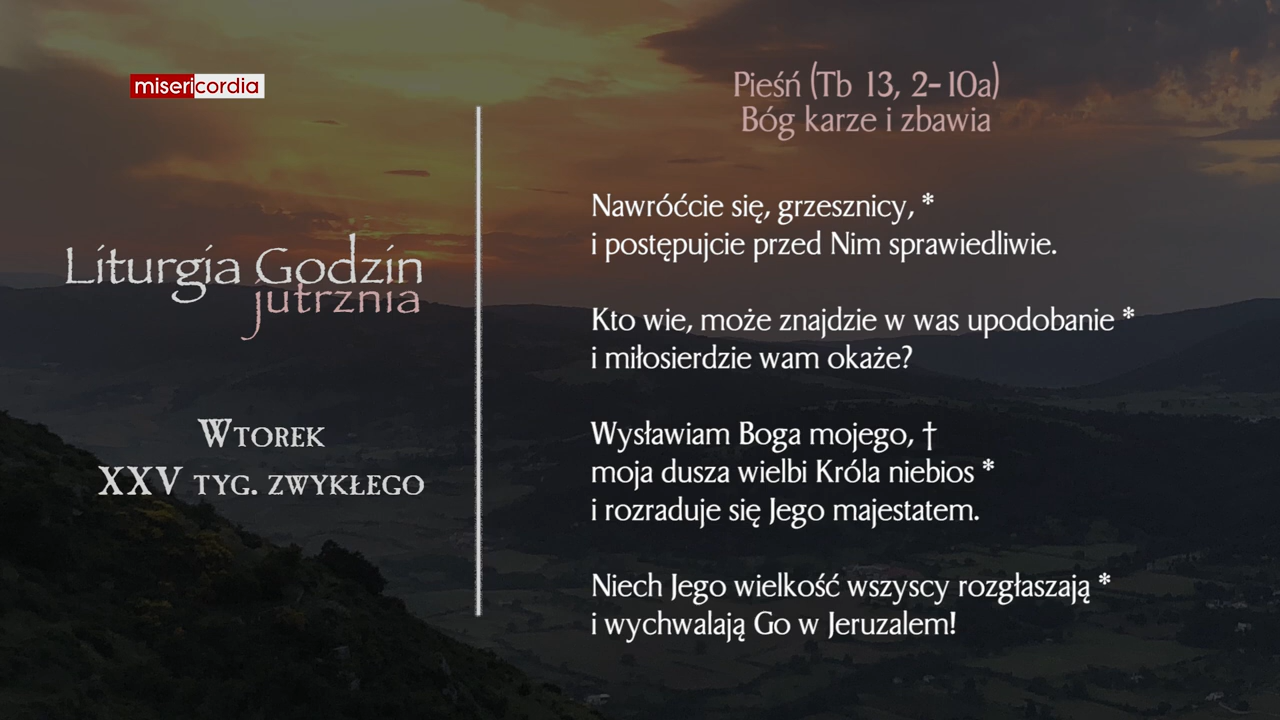 misericordia
Liturgia Godzin
jutrznia
Wtorek
XXV tyg. zwykłego
Pieśń (Tb 13, 2-10a)
Bóg karze i zbawia
Nawróćcie się, grzesznicy, *
i postępujcie przed Nim sprawiedliwie.
Kto wie, może znajdzie w was upodobanie *
i miłosierdzie wam okaże?
Wysławiam Boga mojego, †
moja dusza wielbi Króla niebios *
i rozraduje się Jego majestatem.
Niech Jego wielkość wszyscy rozgłaszają *
i wychwalają Go w Jeruzalem!